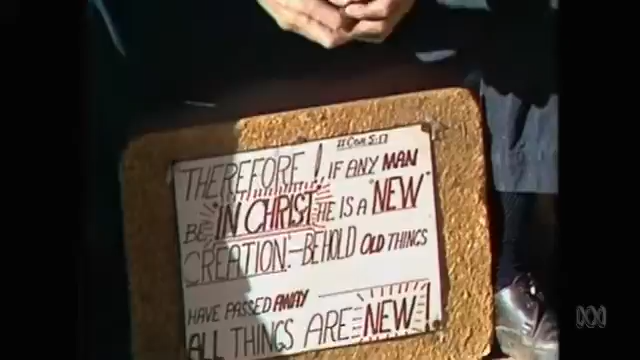 II COR. 5:17
THEREFORE! IF ANY MAN
BE IN CHRIST HE IS A "NEW"
CREATION:—BEHOLD OLD THINGS
HAVE PASSED AWAY
ALL THINGS ARE NEW!